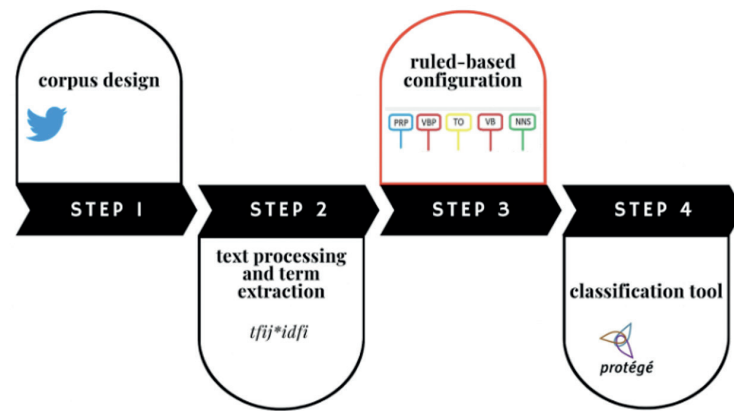 corpus design
ruled-based
configuration
PRP VBP TO VB NNS
STEP 1
STEP 2
STEP 3
STEP 4
text processing
and term
extraction
tfij*idfi
classification tool
protégé